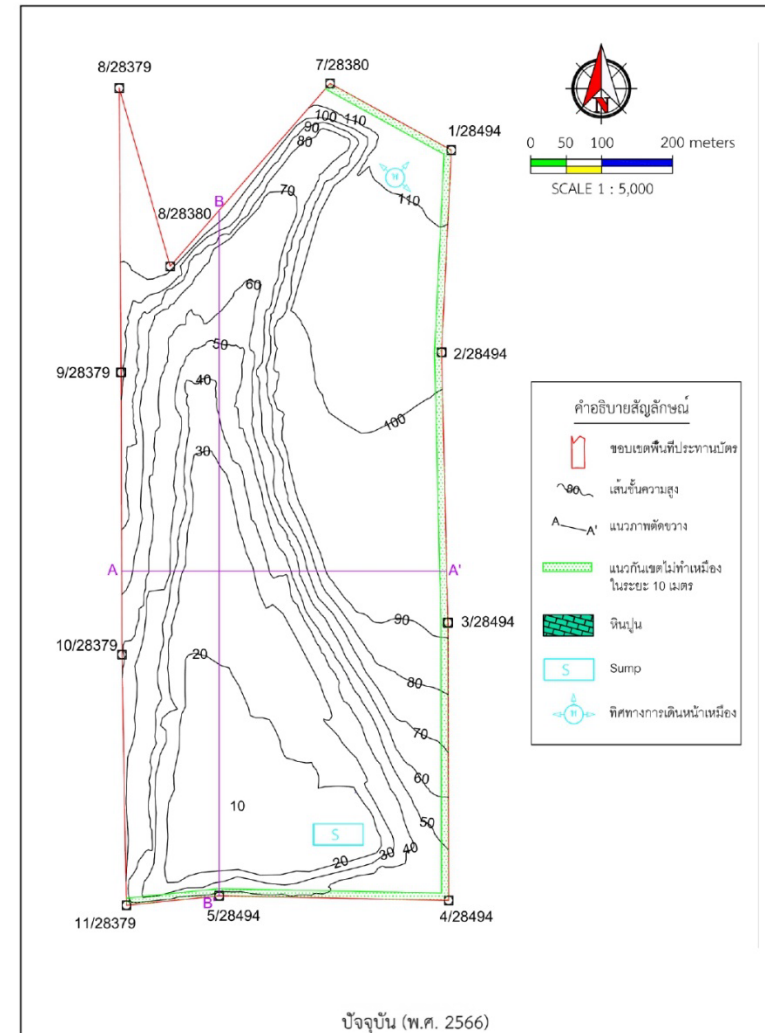 8/28379
7/28380
1/28494
N
0 50 100 200 meters
SCALE 1 : 5,000
100
110
90
80
ท
110
70
8/28380
B
60
50
2/28494
9/28379
40
100
30
A
A'
90
3/28494
10/28379
20
80
70
60
50
10
S
20
30
40
11/28379
B'
5/28494
4/28494
คำอธิบายสัญลักษณ์
ขอบเขตพื้นที่ประทานบัตร
80 เส้นชั้นความสูง
A A' แนวภาพตัดขวาง
แนวกันเขตไม่ทำเหมือง
ในระยะ 10 เมตร
หินปูน
S Sump
ท ทิศทางการเดินหน้าเหมือง
ปัจจุบัน (พ.ศ. 2566)